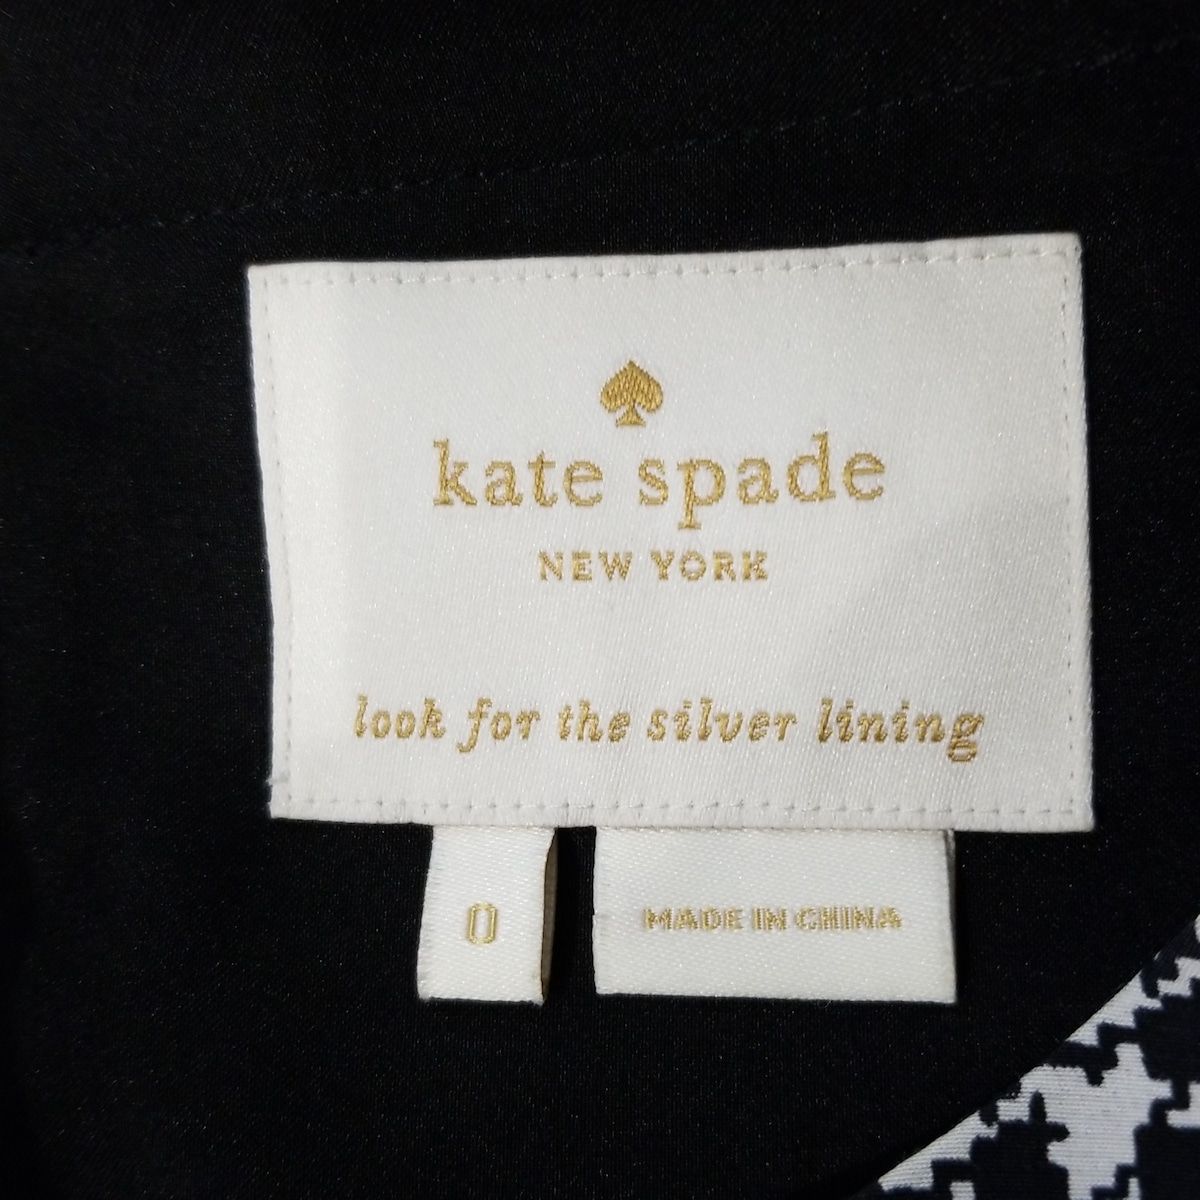 kate spade
NEW YORK
look for the silver lining
0
MADE IN CHINA